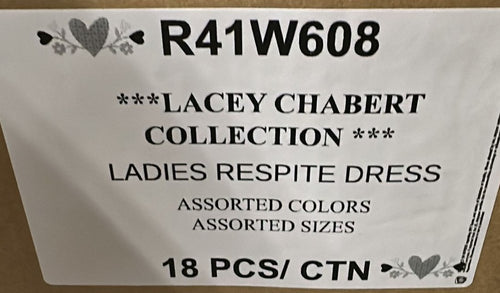 R41W608
***LACEY CHABERT
COLLECTION ***
LADIES RESPITE DRESS
ASSORTED COLORS
ASSORTED SIZES
18 PCS/ CTN